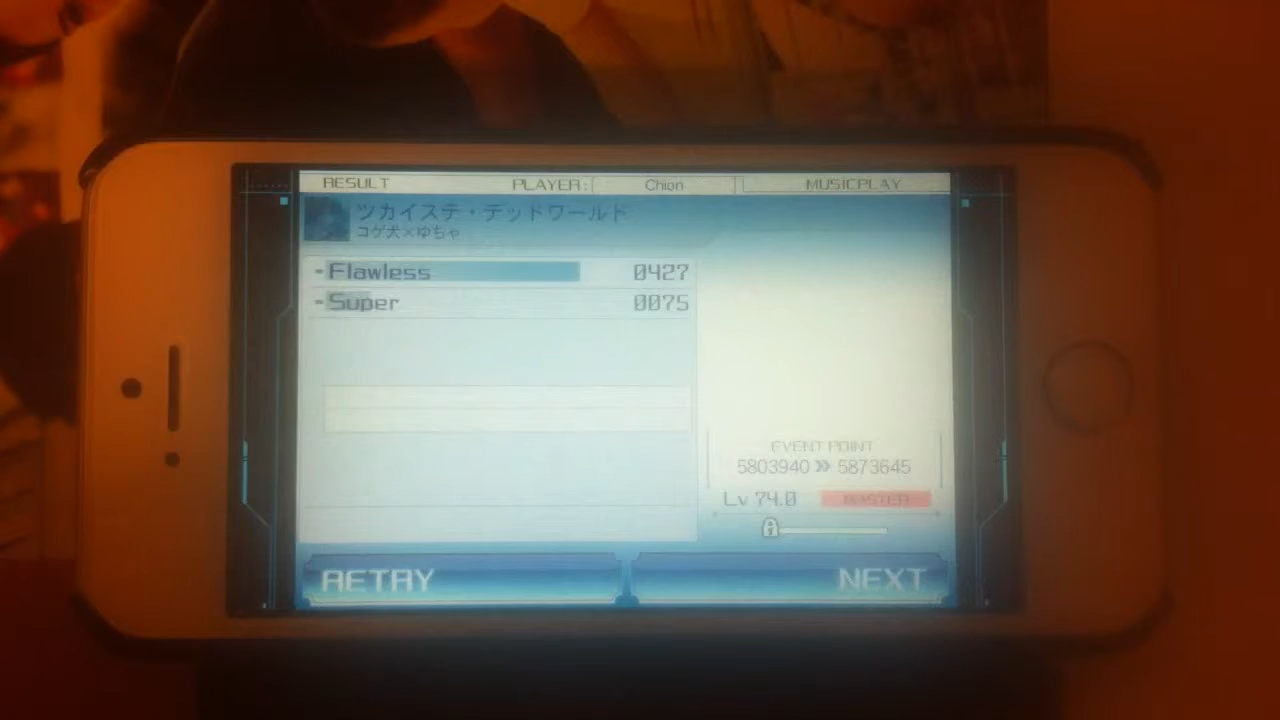 RESULT PLAYER: Chion MUSICPLAY
ツカイステ・デッドワールド
コゲ犬×ゆちゃ
-Flawless 0427
-Super 0075
EVENT POINT
5803940 » 5873645
Lv 74.0 MASTER
RETRY NEXT